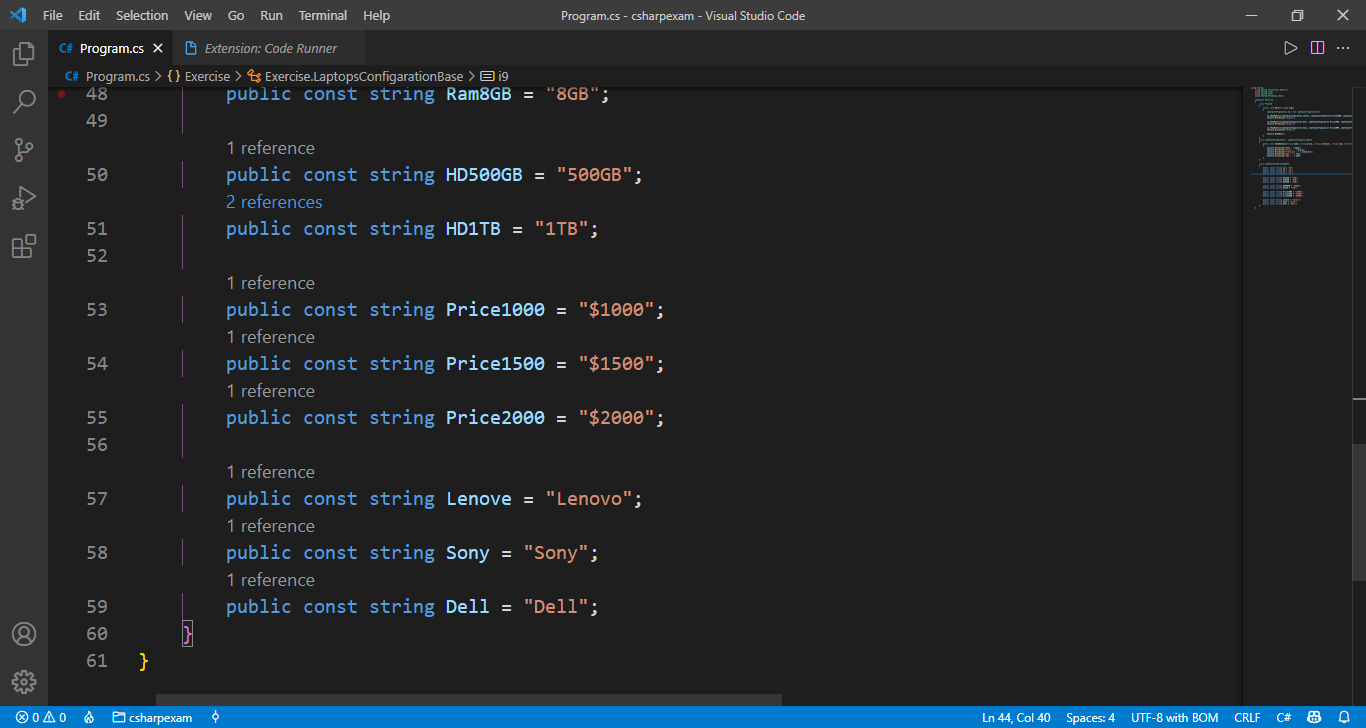 File Edit Selection View Go Run Terminal Help Program.cs - csharpexam - Visual Studio Code
C# Program.cs Extension: Code Runner
C# Program.cs > {} Exercise > Exercise.LaptopsConfigarationBase > i9
48 public const string Ram8GB = "8GB";
49
1 reference
50 public const string HD500GB = "500GB";
2 references
51 public const string HD1TB = "1TB";
52
1 reference
53 public const string Price1000 = "$1000";
1 reference
54 public const string Price1500 = "$1500";
1 reference
55 public const string Price2000 = "$2000";
56
1 reference
57 public const string Lenove = "Lenovo";
1 reference
58 public const string Sony = "Sony";
1 reference
59 public const string Dell = "Dell";
60 }
61 }
0 0 csharpexam Ln 44, Col 40 Spaces: 4 UTF-8 with BOM CRLF C#